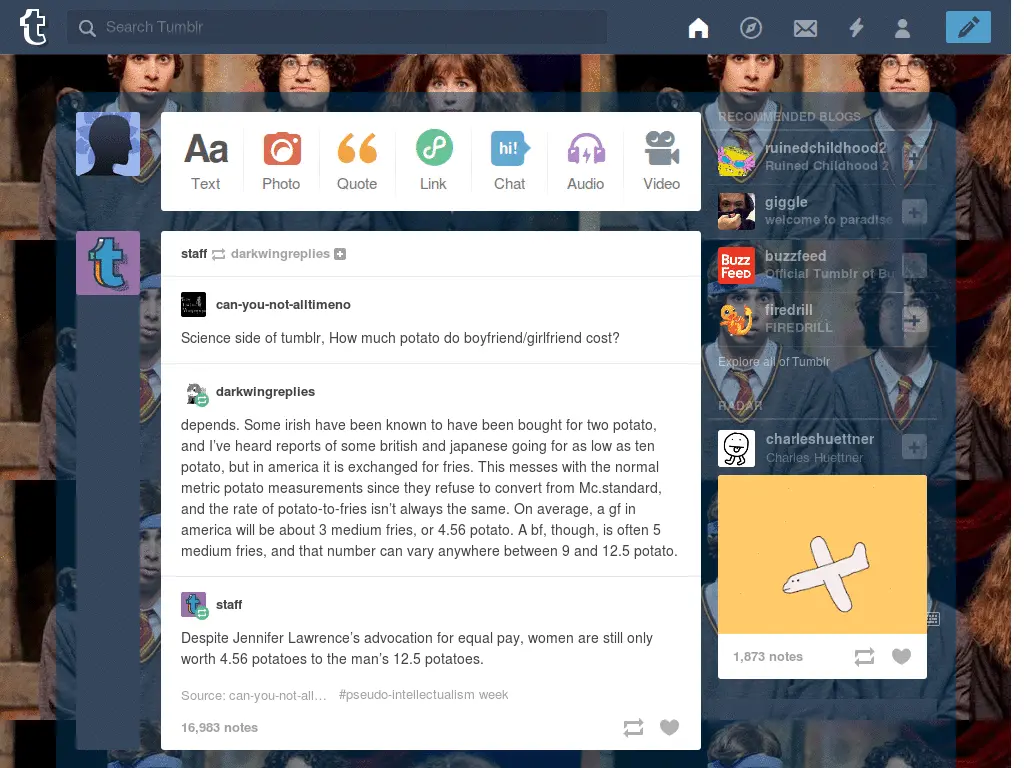 t
Search Tumblr
Aa
hi!
Text
Photo
Quote
Link
Chat
Audio
Video
staff darkwingreplies
can-you-not-alltimeno
Science side of tumblr, How much potato do boyfriend/girlfriend cost?
darkwingreplies
depends. Some irish have been known to have been bought for two potato,
and I've heard reports of some british and japanese going for as low as ten
potato, but in america it is exchanged for fries. This messes with the normal
metric potato measurements since they refuse to convert from Mc.standard,
and the rate of potato-to-fries isn't always the same. On average, a gf in
america will be about 3 medium fries, or 4.56 potato. A bf, though, is often 5
medium fries, and that number can vary anywhere between 9 and 12.5 potato.
staff
Despite Jennifer Lawrence's advocation for equal pay, women are still only
worth 4.56 potatoes to the man's 12.5 potatoes.
Source: can-you-not-all… #pseudo-intellectualism week
16,983 notes
RECOMMENDED BLOGS
ruinedchildhood2
Ruined Childhood 2
giggle
welcome to paradise
BuzzFeed
buzzfeed
Official Tumblr of Bu
firedrill
FIREDRILL
Explore all of Tumblr
RADAR
charleshuettner
Charles Huettner
1,873 notes